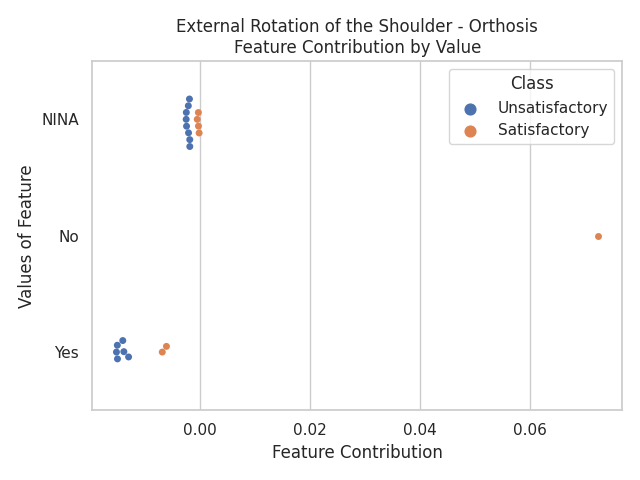 External Rotation of the Shoulder - Orthosis
Feature Contribution by Value
Class
Unsatisfactory
Satisfactory
Values of Feature
NINA
No
Yes
0.00 0.02 0.04 0.06
Feature Contribution